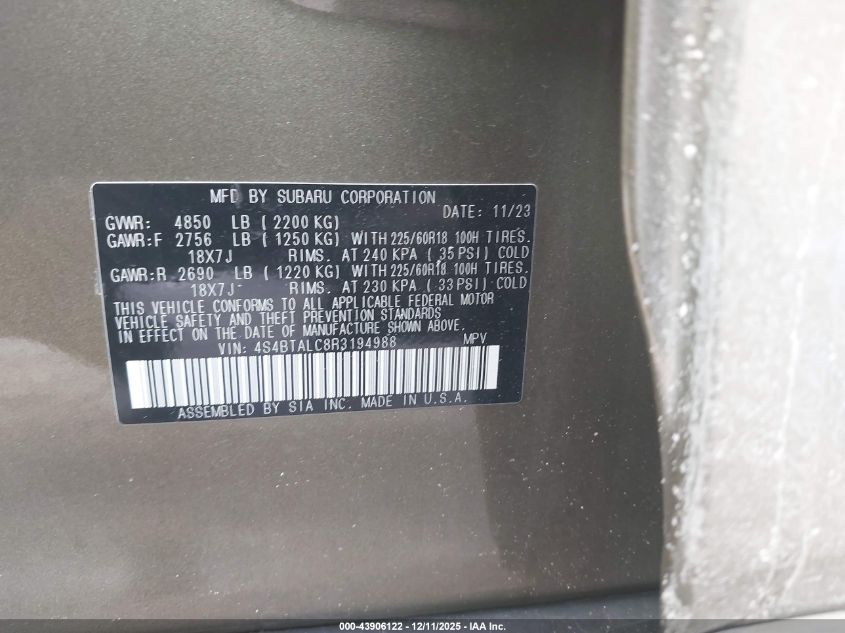 MFD BY SUBARU CORPORATION
DATE: 11/23
GVWR: 4850 LB ( 2200 KG)
GAWR:F 2756 LB ( 1250 KG) WITH 225/60R18 100H TIRES.
18X7J RIMS. AT 240 KPA ( 35 PSI) COLD
GAWR:R 2690 LB ( 1220 KG) WITH 225/60R18 100H TIRES.
18X7J RIMS. AT 230 KPA ( 33 PSI) COLD
THIS VEHICLE CONFORMS TO ALL APPLICABLE FEDERAL MOTOR
VEHICLE SAFETY AND THEFT PREVENTION STANDARDS
IN EFFECT ON THE DATE OF MANUFACTURE SHOWN ABOVE.
VIN: 4S4BTALC8R3194988 MPV
ASSEMBLED BY SIA INC. MADE IN U.S.A.
000-43906122 - 12/11/2025 - IAA Inc.